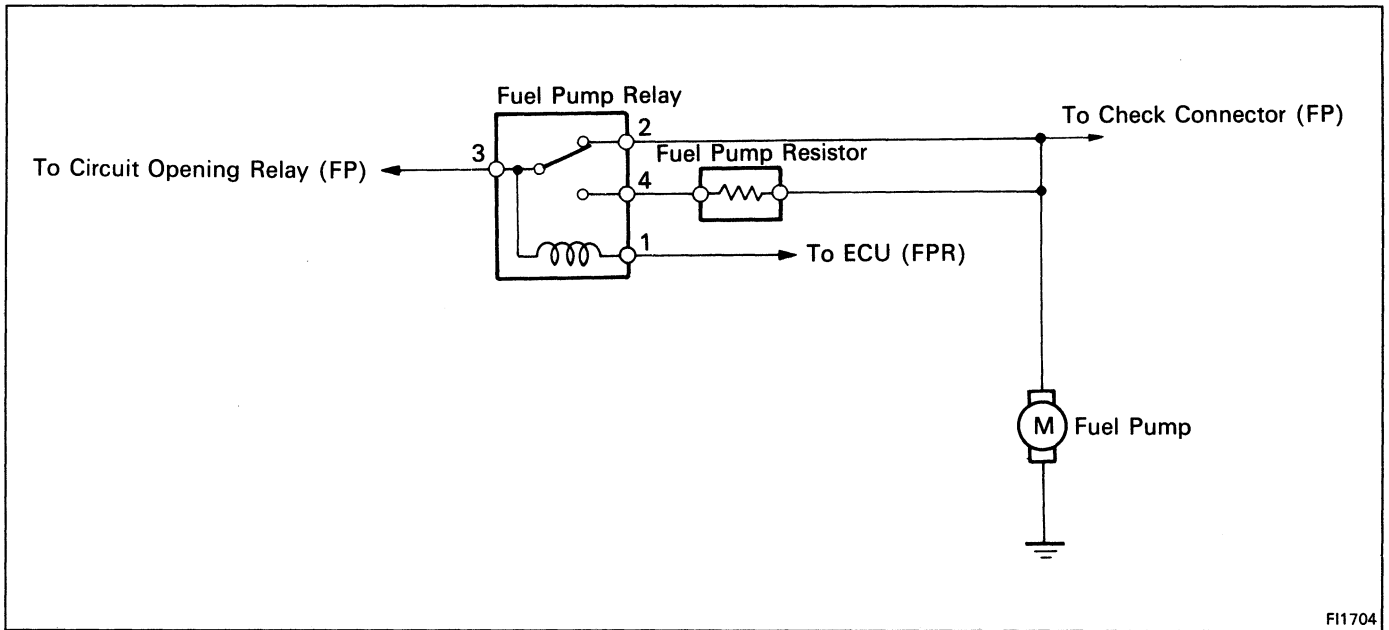 Fuel Pump Relay
To Check Connector (FP)
2
Fuel Pump Resistor
3
To Circuit Opening Relay (FP)
4
1
To ECU (FPR)
M
Fuel Pump
FI1704